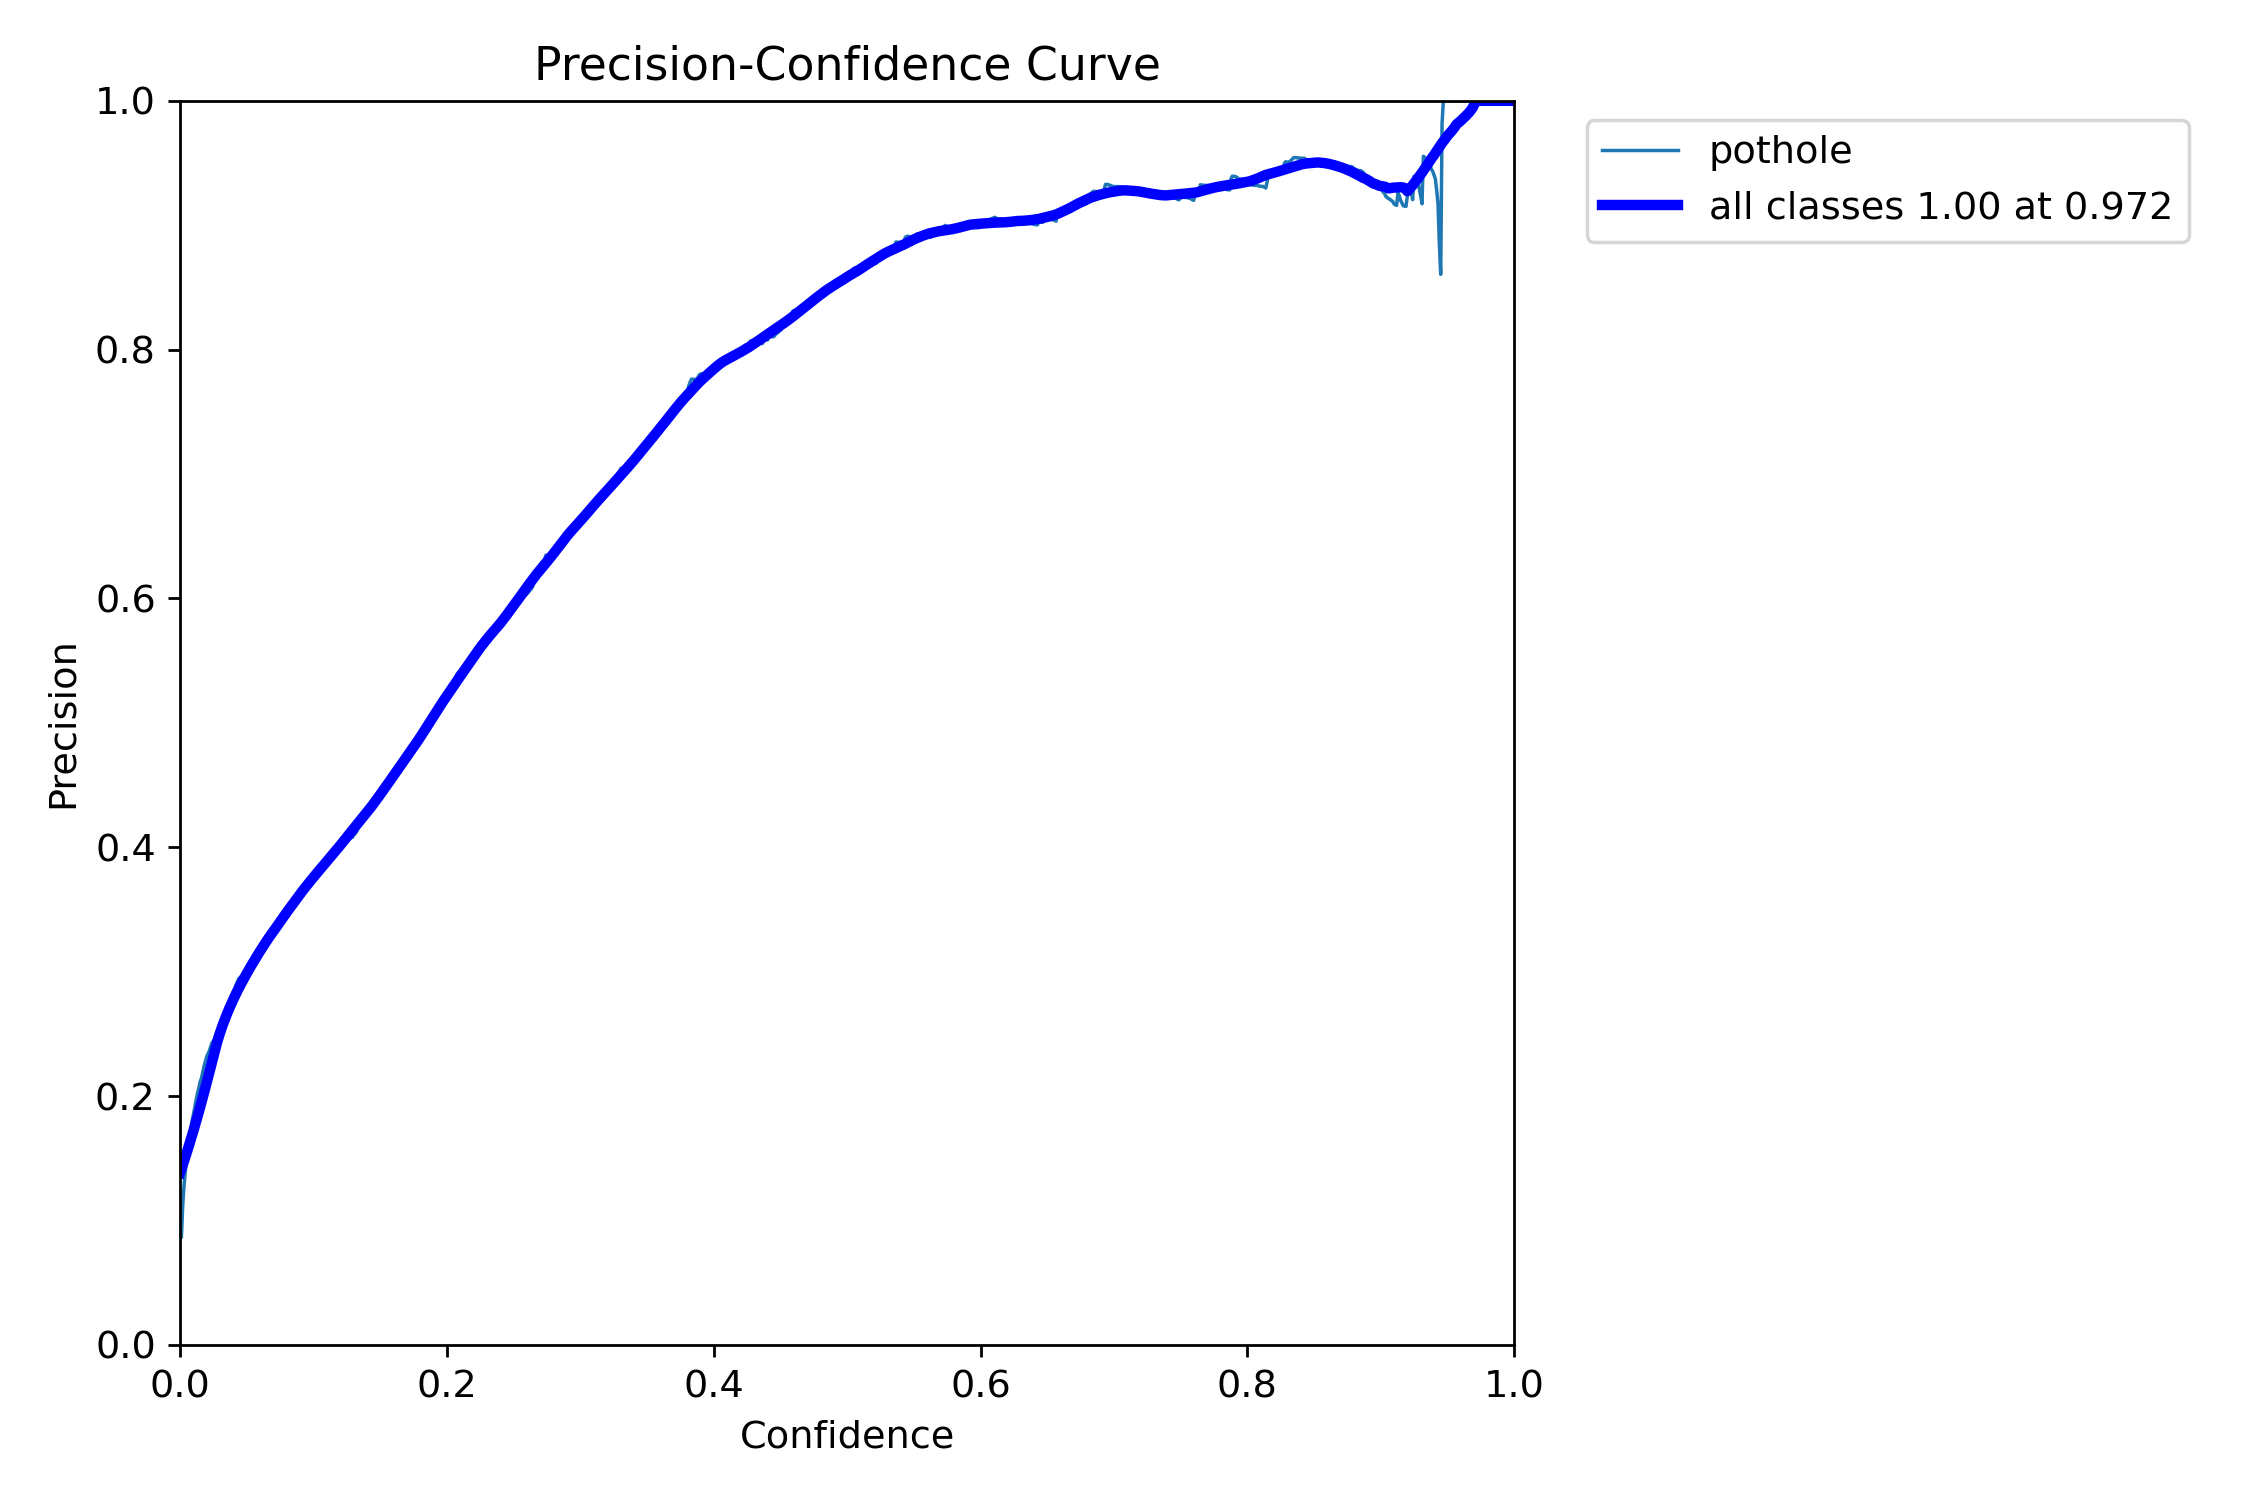 Precision-Confidence Curve
pothole
all classes 1.00 at 0.972
Precision
1.0
0.8
0.6
0.4
0.2
0.0
0.0 0.2 0.4 0.6 0.8 1.0
Confidence